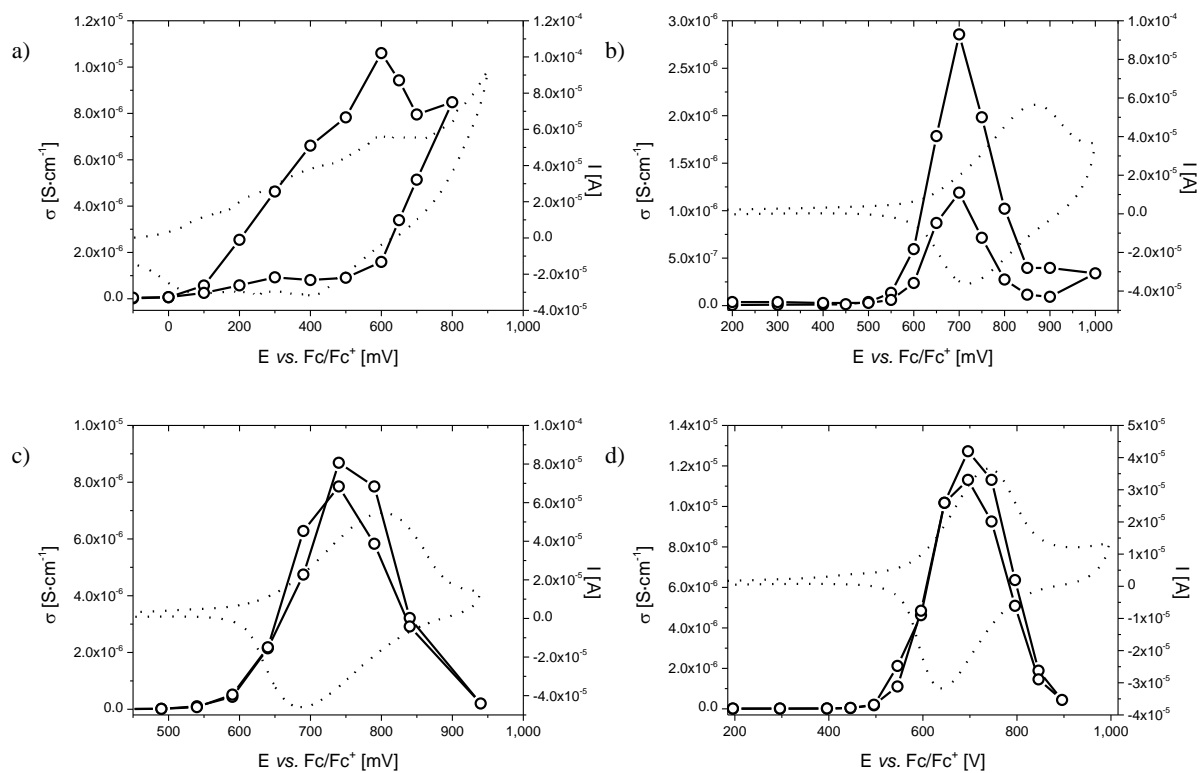 a)
1.2x10⁻⁵
1.0x10⁻⁵
8.0x10⁻⁶
6.0x10⁻⁶
4.0x10⁻⁶
2.0x10⁻⁶
0.0
σ [S·cm⁻¹]
1.2x10⁻⁴
1.0x10⁻⁴
8.0x10⁻⁵
6.0x10⁻⁵
4.0x10⁻⁵
2.0x10⁻⁵
0.0
-2.0x10⁻⁵
-4.0x10⁻⁵
I [A]
0 200 400 600 800 1,000
E vs. Fc/Fc⁺ [mV]
b)
3.0x10⁻⁶
2.5x10⁻⁶
2.0x10⁻⁶
1.5x10⁻⁶
1.0x10⁻⁶
5.0x10⁻⁷
0.0
σ [S·cm⁻¹]
1.0x10⁻⁴
8.0x10⁻⁵
6.0x10⁻⁵
4.0x10⁻⁵
2.0x10⁻⁵
0.0
-2.0x10⁻⁵
-4.0x10⁻⁵
I [A]
200 300 400 500 600 700 800 900 1,000
E vs. Fc/Fc⁺ [mV]
c)
1.0x10⁻⁵
8.0x10⁻⁶
6.0x10⁻⁶
4.0x10⁻⁶
2.0x10⁻⁶
0.0
σ [S·cm⁻¹]
1.0x10⁻⁴
8.0x10⁻⁵
6.0x10⁻⁵
4.0x10⁻⁵
2.0x10⁻⁵
0.0
-2.0x10⁻⁵
-4.0x10⁻⁵
I [A]
500 600 700 800 900 1,000
E vs. Fc/Fc⁺ [mV]
d)
1.4x10⁻⁵
1.2x10⁻⁵
1.0x10⁻⁵
8.0x10⁻⁶
6.0x10⁻⁶
4.0x10⁻⁶
2.0x10⁻⁶
0.0
σ [S·cm⁻¹]
5x10⁻⁵
4x10⁻⁵
3x10⁻⁵
2x10⁻⁵
1x10⁻⁵
0
-1x10⁻⁵
-2x10⁻⁵
-3x10⁻⁵
-4x10⁻⁵
I [A]
200 400 600 800 1,000
E vs. Fc/Fc⁺ [V]